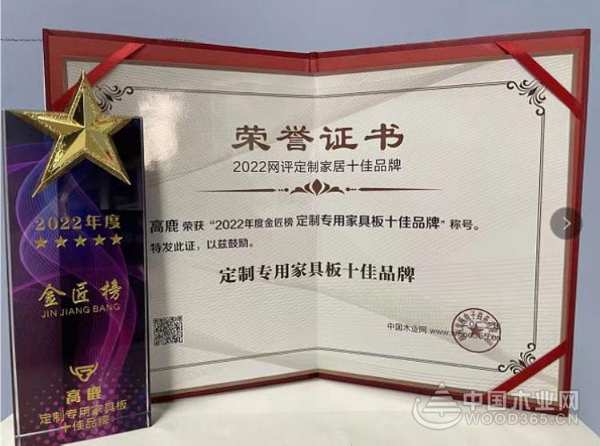 2022年度
金匠榜
JIN JIANG BANG
高鹿
定制专用家具板
十佳品牌
荣誉证书
2022网评定制家居十佳品牌
高鹿 荣获“2022年度金匠榜 定制专用家具板十佳品牌”称号。
特发此证，以兹鼓励。
定制专用家具板十佳品牌
中国木业网 www.wood365.cn
中国木业网
WOOD365.CN